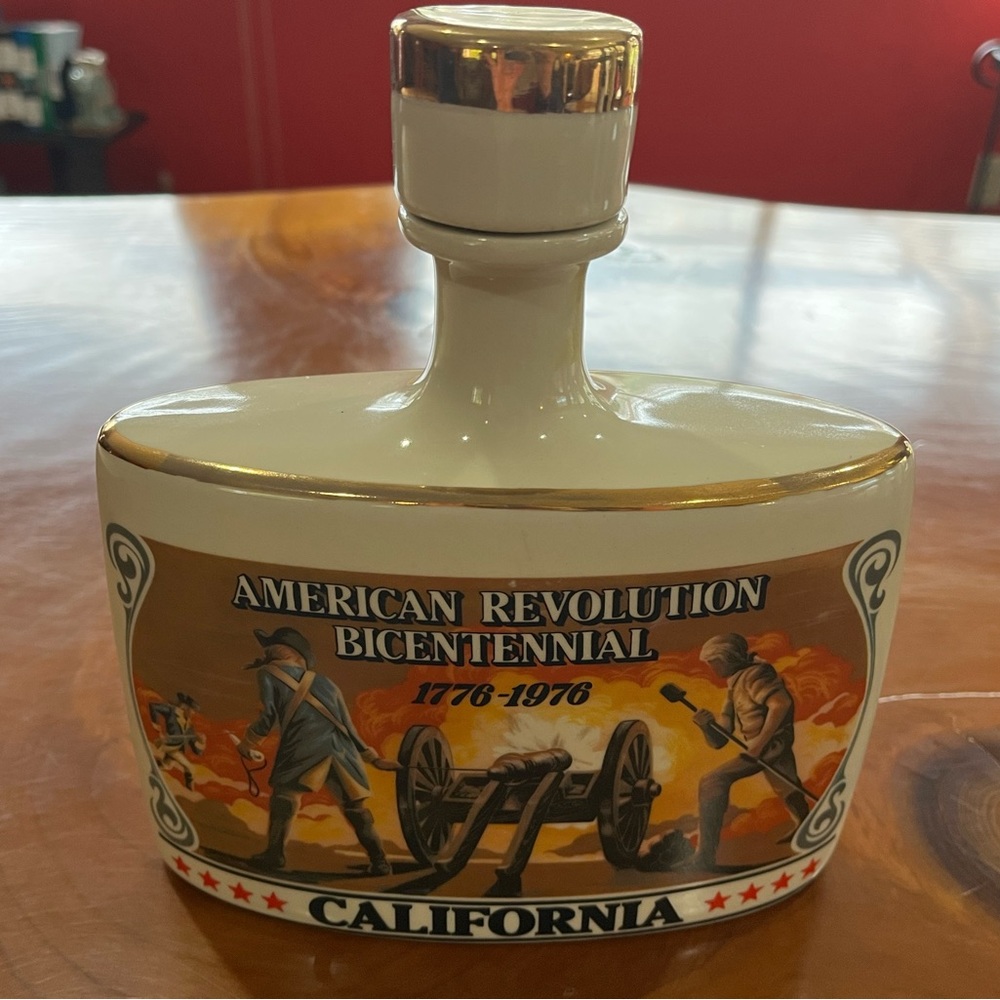 AMERICAN REVOLUTION
BICENTENNIAL
1776-1976
CALIFORNIA